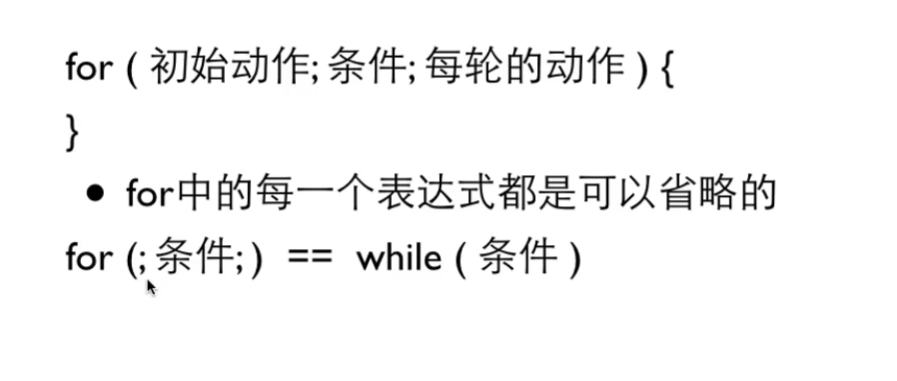 for ( 初始动作; 条件; 每轮的动作 ) {
}
• for中的每一个表达式都是可以省略的
for (; 条件; ) == while ( 条件 )